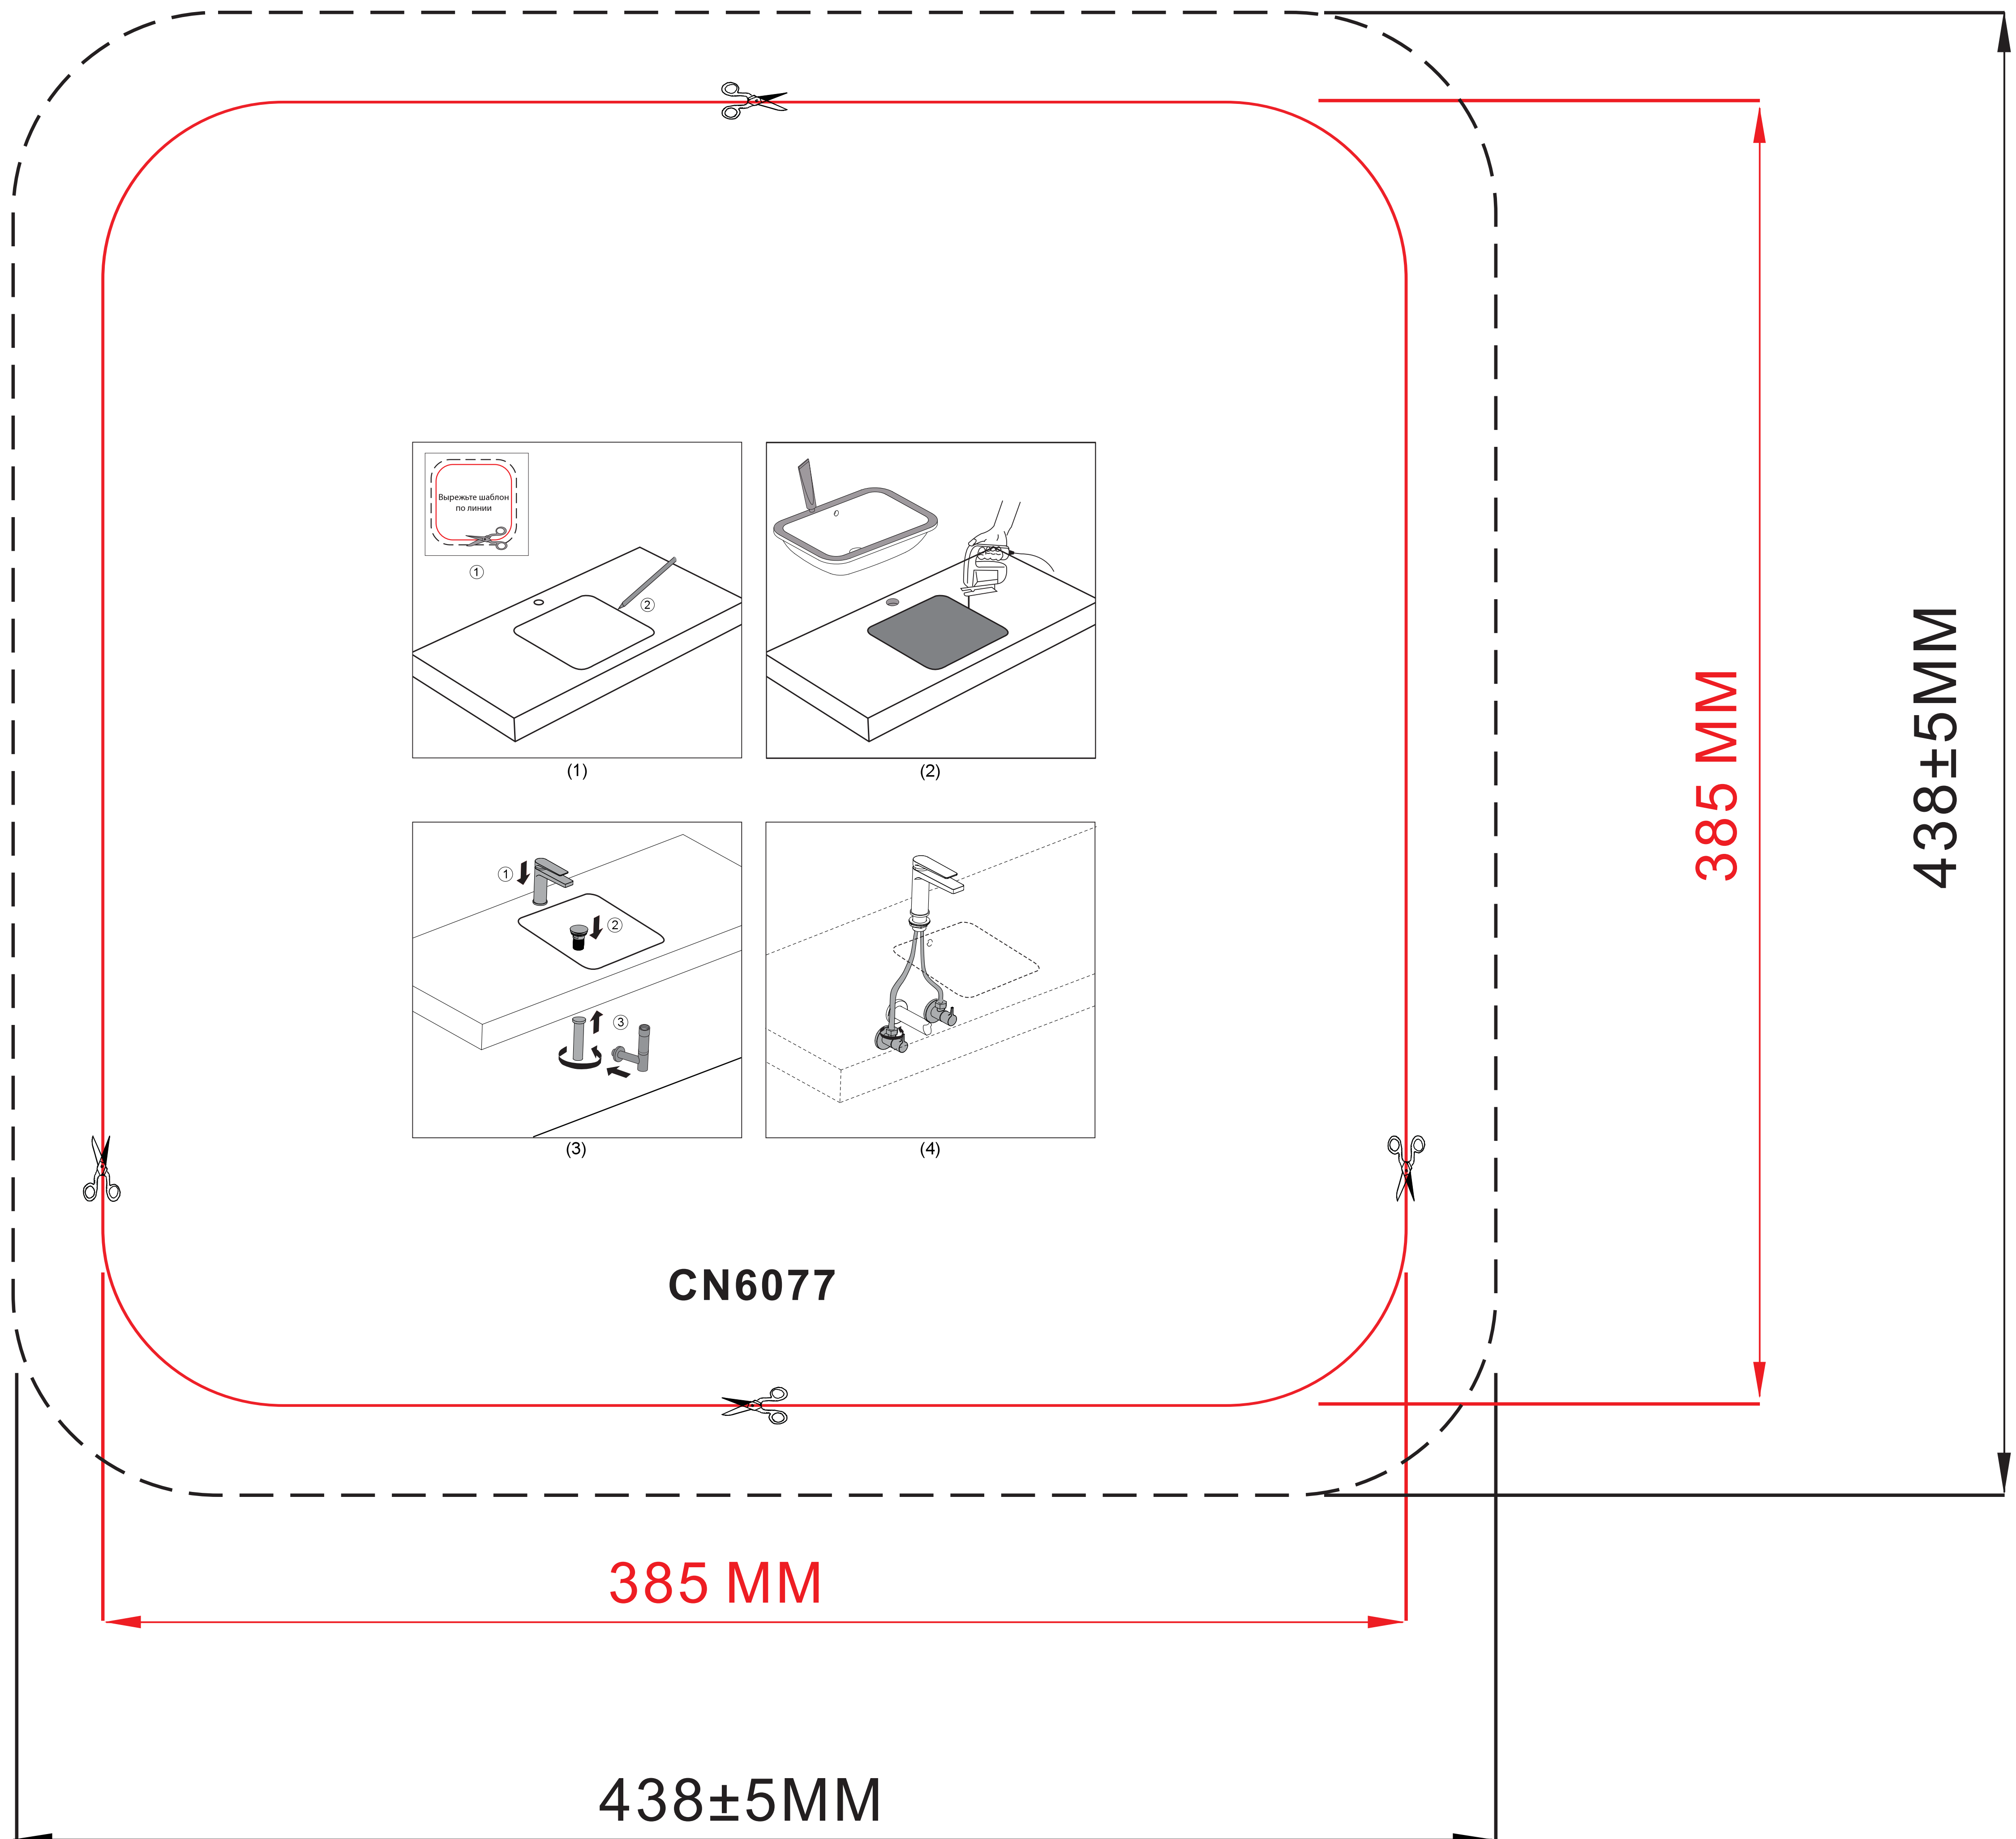 Вырежьте шаблон
по линии
①
②
(1)
(2)
①
②
③
(3)
(4)
CN6077
385 MM
438±5MM
385 MM
438±5MM